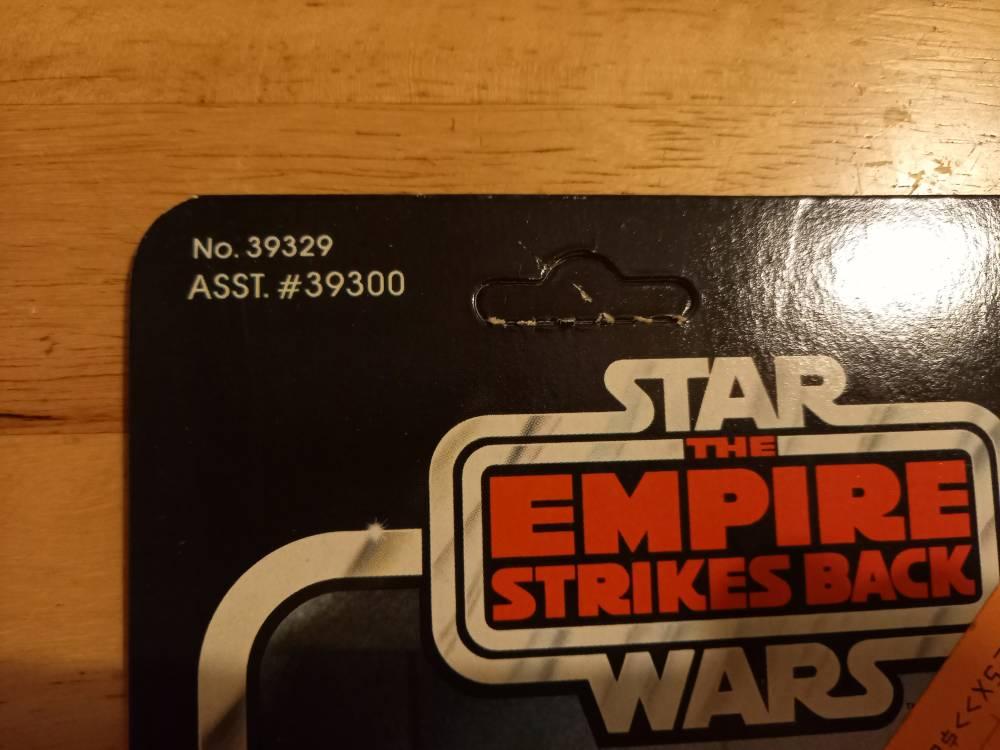 No. 39329
ASST. #39300
STAR
THE
EMPIRE
STRIKES BACK
WARS